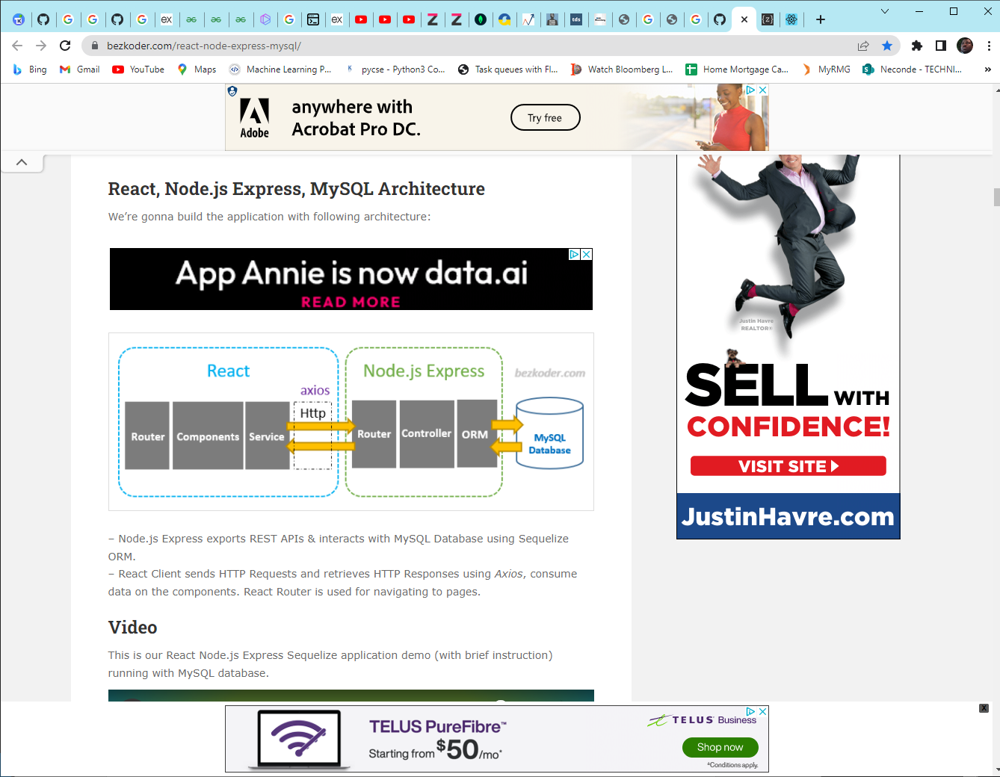 bezkoder.com/react-node-express-mysql/
Bing
Gmail
YouTube
Maps
Machine Learning P...
pycse - Python3 Co...
Task queues with Fl...
Watch Bloomberg L...
Home Mortgage Ca...
MyRMG
Neconde - TECHNI...
»
Adobe
anywhere with
Acrobat Pro DC.
Try free
React, Node.js Express, MySQL Architecture
We’re gonna build the application with following architecture:
App Annie is now data.ai
READ MORE
React
Node.js Express
bezkoder.com
axios
Http
Router
Components
Service
Router
Controller
ORM
MySQL
Database
– Node.js Express exports REST APIs & interacts with MySQL Database using Sequelize
ORM.
– React Client sends HTTP Requests and retrieves HTTP Responses using Axios, consume
data on the components. React Router is used for navigating to pages.
Video
This is our React Node.js Express Sequelize application demo (with brief instruction)
running with MySQL database.
Justin Havre
REALTOR®
SELL WITH
CONFIDENCE!
VISIT SITE
JustinHavre.com
TELUS PureFibre™
Starting from $50/mo*
TELUS® Business
Shop now
*Conditions apply.
X